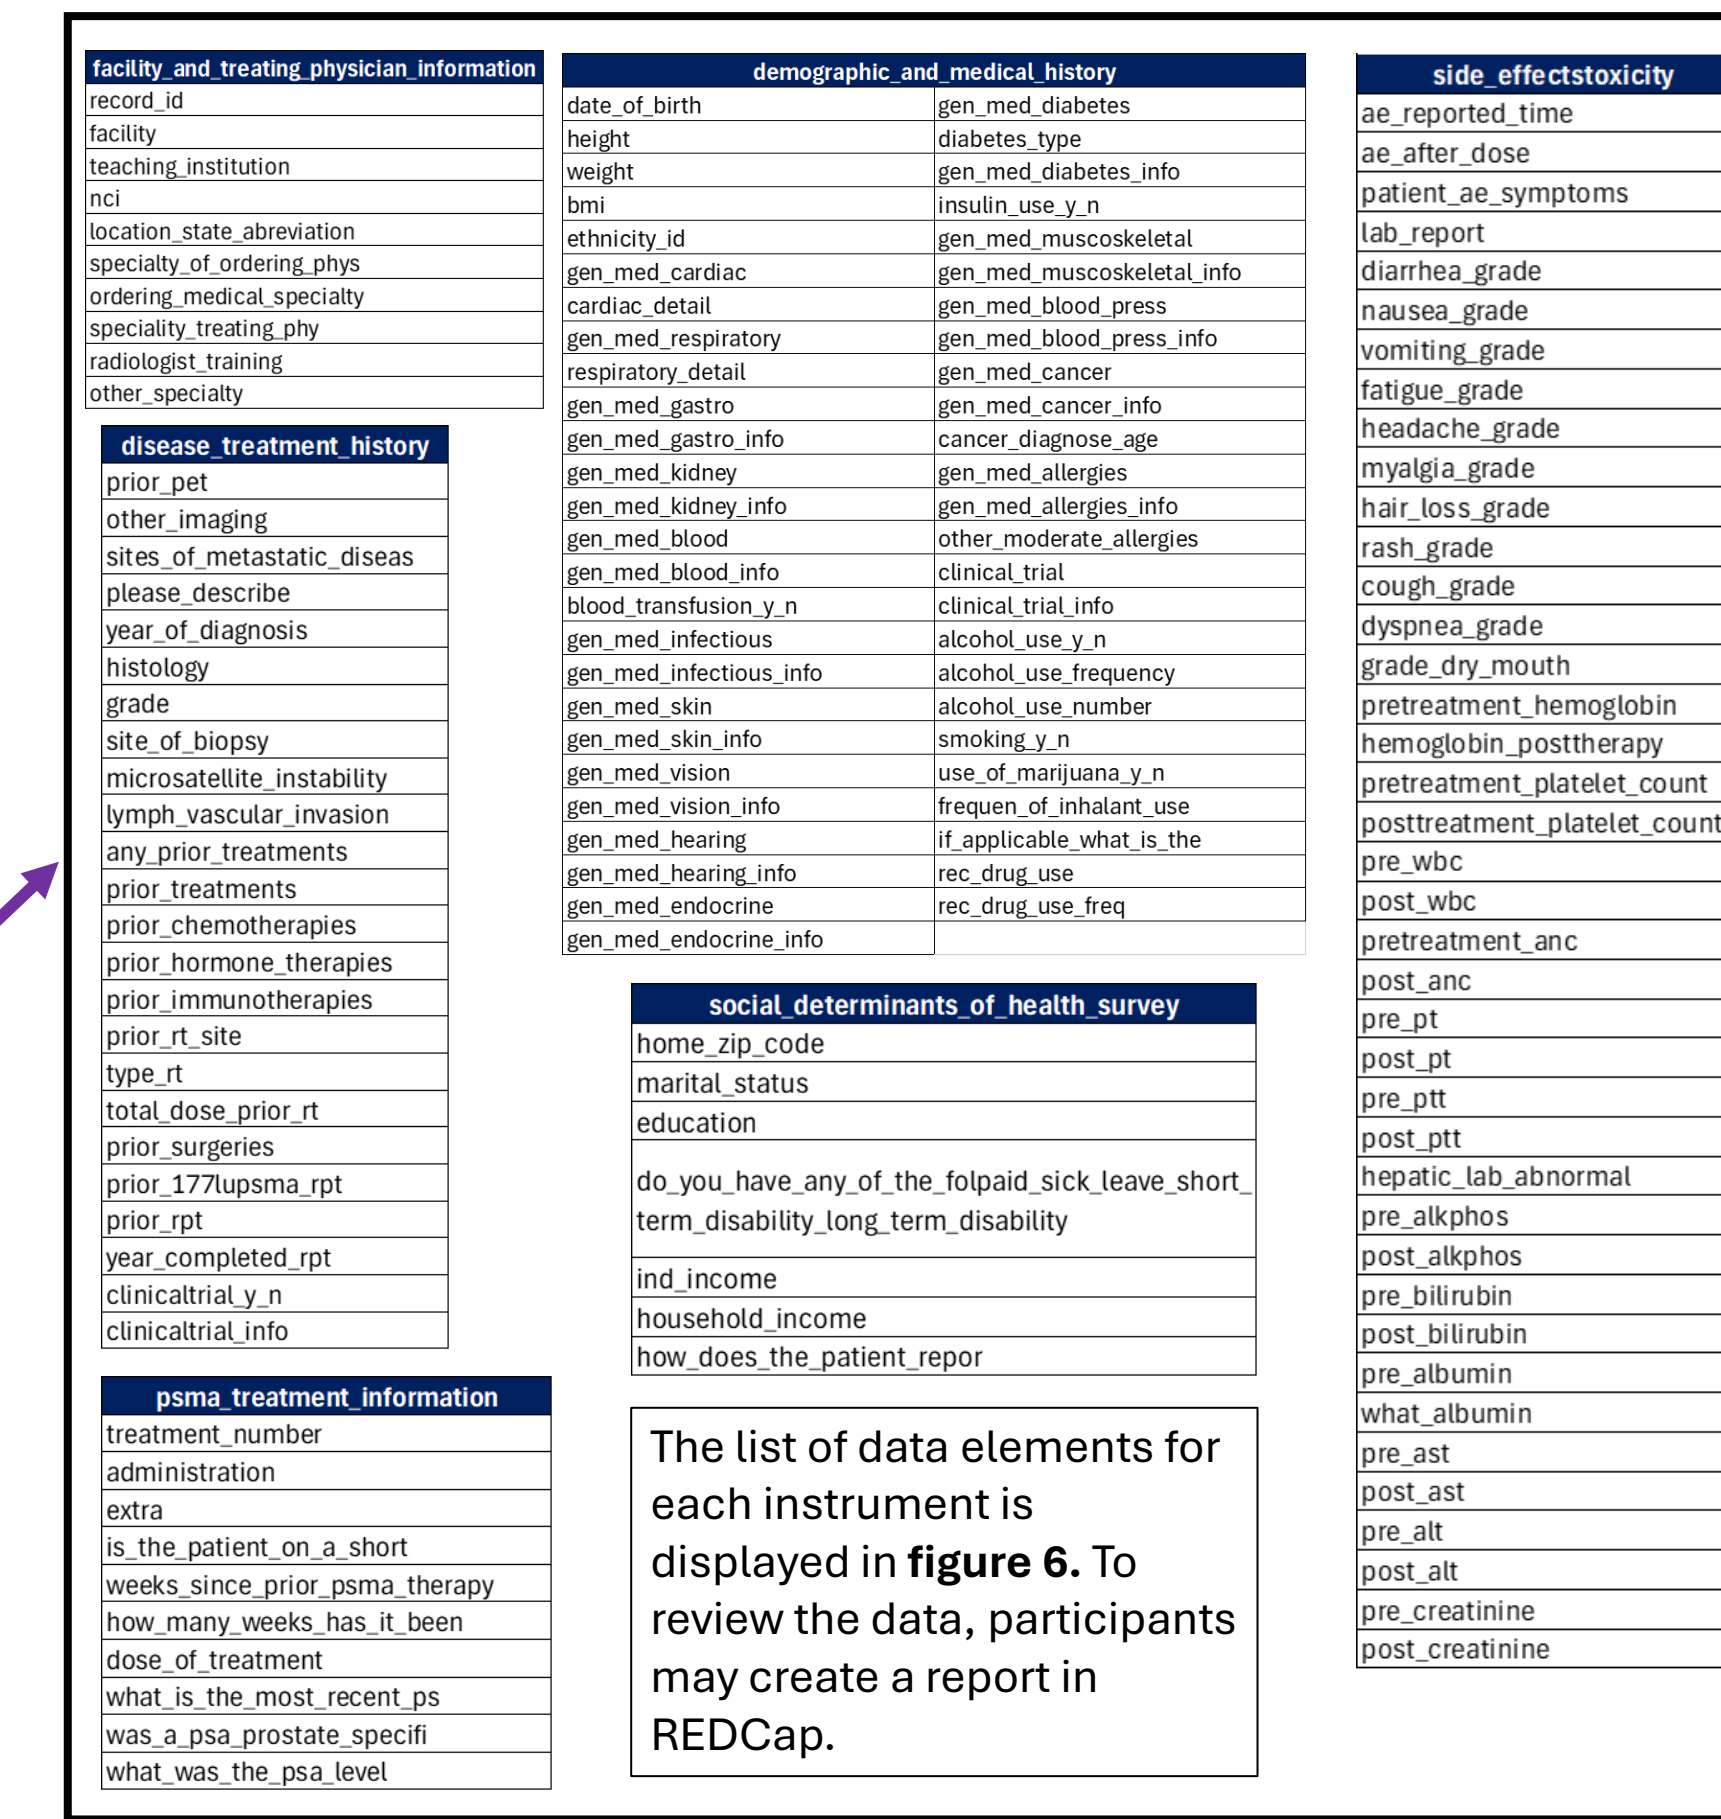 facility_and_treating_physician_information
record_id
facility
teaching_institution
nci
location_state_abreviation
specialty_of_ordering_phys
ordering_medical_specialty
speciality_treating_phy
radiologist_training
other_specialty
disease_treatment_history
prior_pet
other_imaging
sites_of_metastatic_diseas
please_describe
year_of_diagnosis
histology
grade
site_of_biopsy
microsatellite_instability
lymph_vascular_invasion
any_prior_treatments
prior_treatments
prior_chemotherapies
prior_hormone_therapies
prior_immunotherapies
prior_rt_site
type_rt
total_dose_prior_rt
prior_surgeries
prior_177lupsma_rpt
prior_rpt
year_completed_rpt
clinicaltrial_y_n
clinicaltrial_info
psma_treatment_information
treatment_number
administration
extra
is_the_patient_on_a_short
weeks_since_prior_psma_therapy
how_many_weeks_has_it_been
dose_of_treatment
what_is_the_most_recent_ps
was_a_psa_prostate_specifi
what_was_the_psa_level
demographic_and_medical_history
date_of_birth gen_med_diabetes
height diabetes_type
weight gen_med_diabetes_info
bmi insulin_use_y_n
ethnicity_id gen_med_muscoskeletal
gen_med_cardiac gen_med_muscoskeletal_info
cardiac_detail gen_med_blood_press
gen_med_respiratory gen_med_blood_press_info
respiratory_detail gen_med_cancer
gen_med_gastro gen_med_cancer_info
gen_med_gastro_info cancer_diagnose_age
gen_med_kidney gen_med_allergies
gen_med_kidney_info gen_med_allergies_info
gen_med_blood other_moderate_allergies
gen_med_blood_info clinical_trial
blood_transfusion_y_n clinical_trial_info
gen_med_infectious alcohol_use_y_n
gen_med_infectious_info alcohol_use_frequency
gen_med_skin alcohol_use_number
gen_med_skin_info smoking_y_n
gen_med_vision use_of_marijuana_y_n
gen_med_vision_info frequen_of_inhalant_use
gen_med_hearing if_applicable_what_is_the
gen_med_hearing_info rec_drug_use
gen_med_endocrine rec_drug_use_freq
gen_med_endocrine_info
social_determinants_of_health_survey
home_zip_code
marital_status
education
do_you_have_any_of_the_folpaid_sick_leave_short_
term_disability_long_term_disability
ind_income
household_income
how_does_the_patient_repor
The list of data elements for
each instrument is
displayed in figure 6. To
review the data, participants
may create a report in
REDCap.
side_effectstoxicity
ae_reported_time
ae_after_dose
patient_ae_symptoms
lab_report
diarrhea_grade
nausea_grade
vomiting_grade
fatigue_grade
headache_grade
myalgia_grade
hair_loss_grade
rash_grade
cough_grade
dyspnea_grade
grade_dry_mouth
pretreatment_hemoglobin
hemoglobin_posttherapy
pretreatment_platelet_count
posttreatment_platelet_count
pre_wbc
post_wbc
pretreatment_anc
post_anc
pre_pt
post_pt
pre_ptt
post_ptt
hepatic_lab_abnormal
pre_alkphos
post_alkphos
pre_bilirubin
post_bilirubin
pre_albumin
what_albumin
pre_ast
post_ast
pre_alt
post_alt
pre_creatinine
post_creatinine